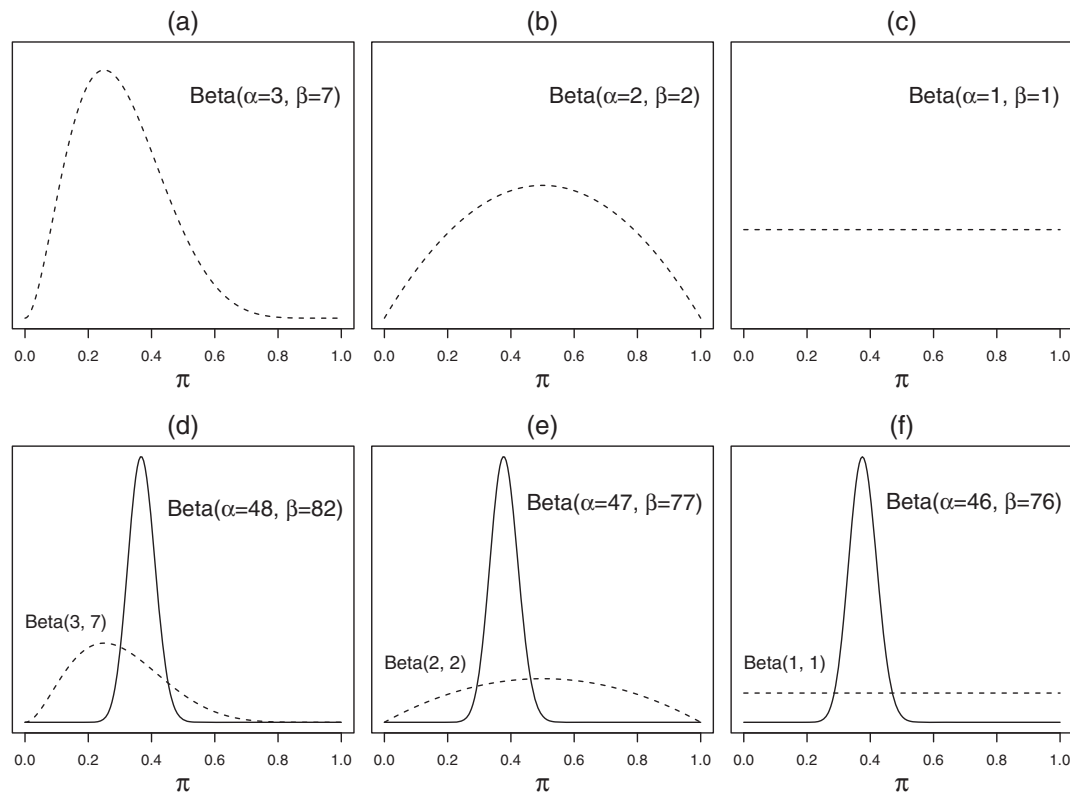 (a)
Beta(α=3, β=7)
0.0 0.2 0.4 0.6 0.8 1.0
π
(b)
Beta(α=2, β=2)
0.0 0.2 0.4 0.6 0.8 1.0
π
(c)
Beta(α=1, β=1)
0.0 0.2 0.4 0.6 0.8 1.0
π
(d)
Beta(α=48, β=82)
Beta(3, 7)
0.0 0.2 0.4 0.6 0.8 1.0
π
(e)
Beta(α=47, β=77)
Beta(2, 2)
0.0 0.2 0.4 0.6 0.8 1.0
π
(f)
Beta(α=46, β=76)
Beta(1, 1)
0.0 0.2 0.4 0.6 0.8 1.0
π